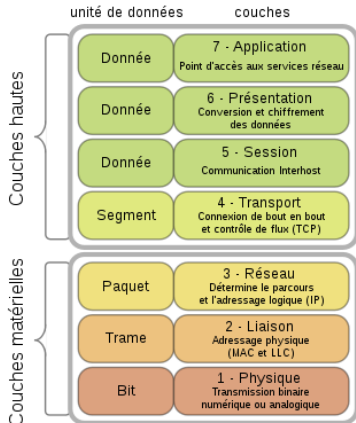 unité de données couches
Couches hautes
Donnée
7 - Application
Point d'accès aux services réseau
Donnée
6 - Présentation
Conversion et chiffrement
des données
Donnée
5 - Session
Communication Interhost
Segment
4 - Transport
Connexion de bout en bout
et contrôle de flux (TCP)
Couches matérielles
Paquet
3 - Réseau
Détermine le parcours
et l'adressage logique (IP)
Trame
2 - Liaison
Adressage physique
(MAC et LLC)
Bit
1 - Physique
Transmission binaire
numérique ou analogique